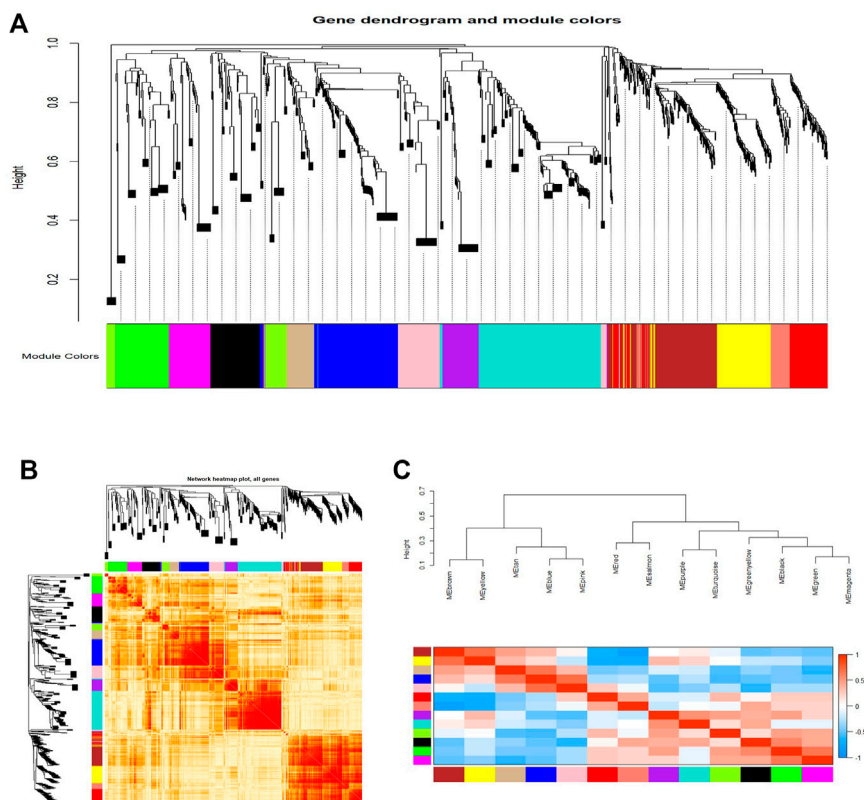 A
Gene dendrogram and module colors
Height
1.0
0.8
0.6
0.4
0.2
Module Colors
B
Network heatmap plot, all genes
C
Height
0.7
0.5
0.3
0.1
MEbrown
MEyellow
MEtan
MEblue
MEpink
MEred
MEsalmon
MEpurple
MEturquoise
MEgreenyellow
MEblack
MEgreen
MEmagenta
1
0.5
0
-0.5
-1